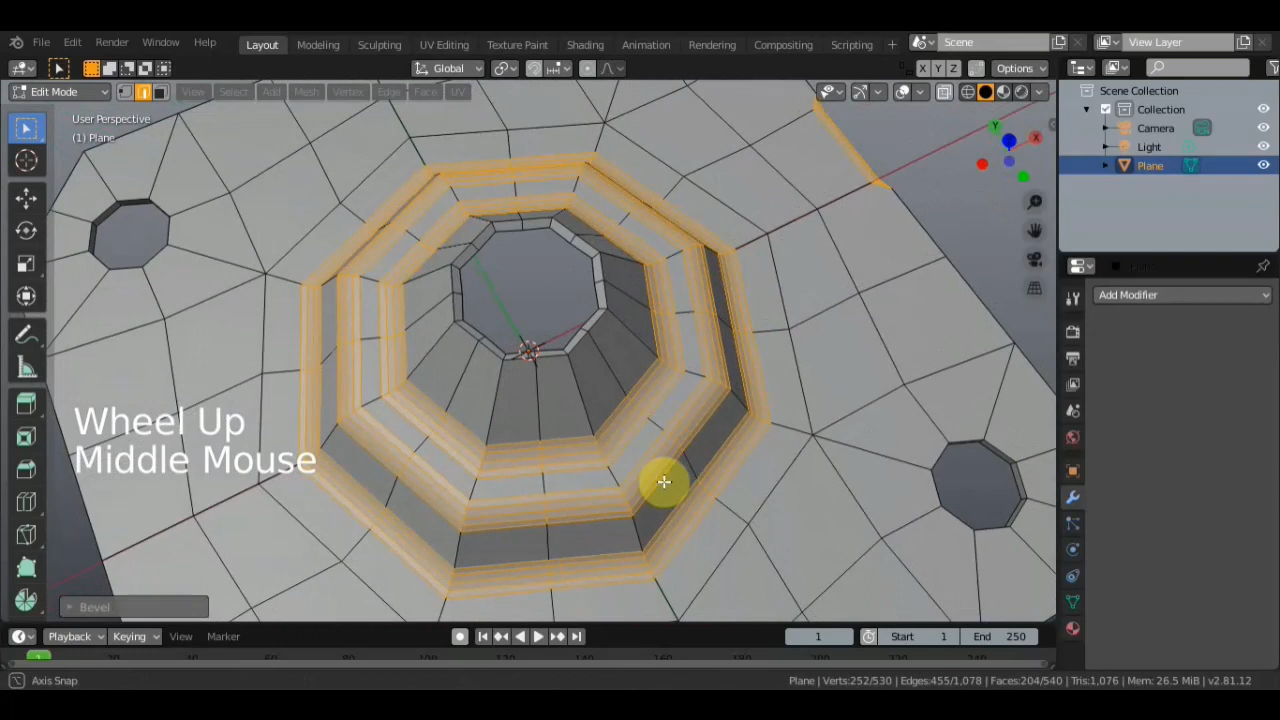 File Edit Render Window Help Layout Modeling Sculpting UV Editing Texture Paint Shading Animation Rendering Compositing Scripting + Scene View Layer
Global X Y Z Options
Edit Mode View Select Add Mesh Vertex Edge Face UV
Scene Collection
Collection
Camera
Light
Plane
User Perspective
(1) Plane
Y
X
Add Modifier
Wheel Up
Middle Mouse
Bevel
Playback Keying View Marker 1 Start 1 End 250
1
Axis Snap Plane | Verts:252/530 | Edges:455/1,078 | Faces:204/540 | Tris:1,076 | Mem: 26.5 MiB | v2.81.12